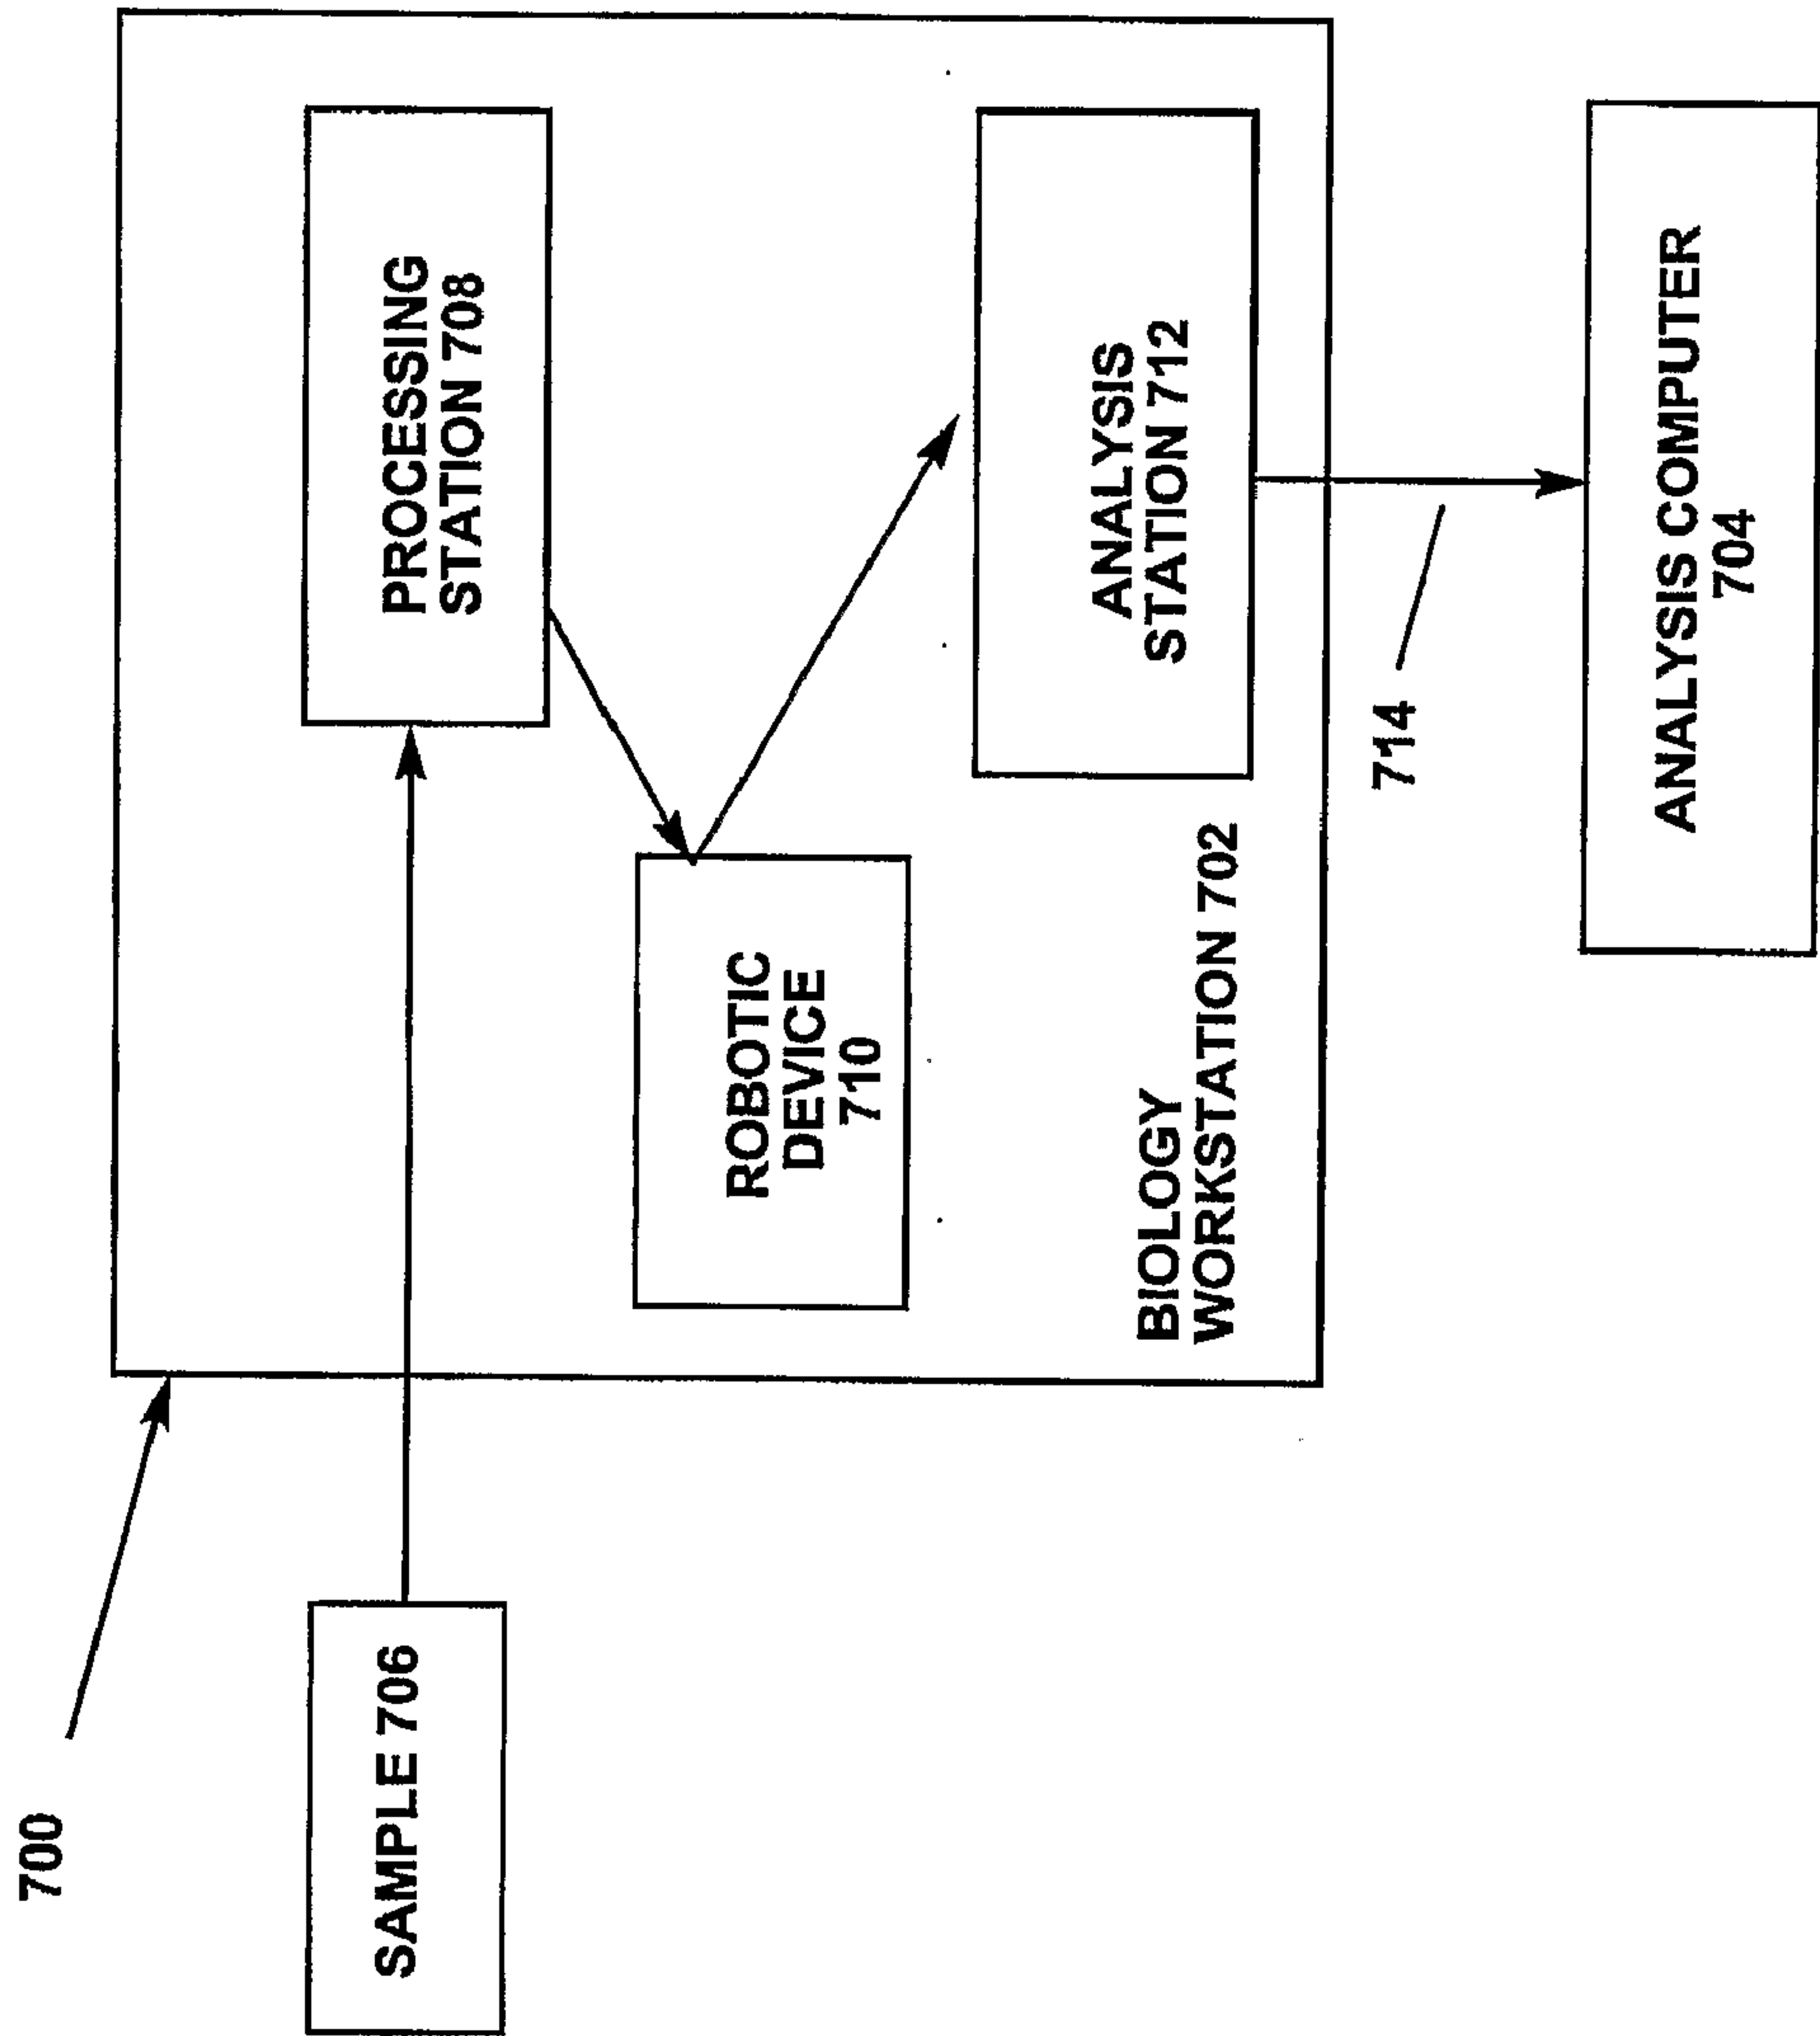 700
SAMPLE 706
PROCESSING
STATION 708
ROBOTIC
DEVICE
710
ANALYSIS
STATION 712
BIOLOGY
WORKSTATION 702
714
ANALYSIS COMPUTER
704